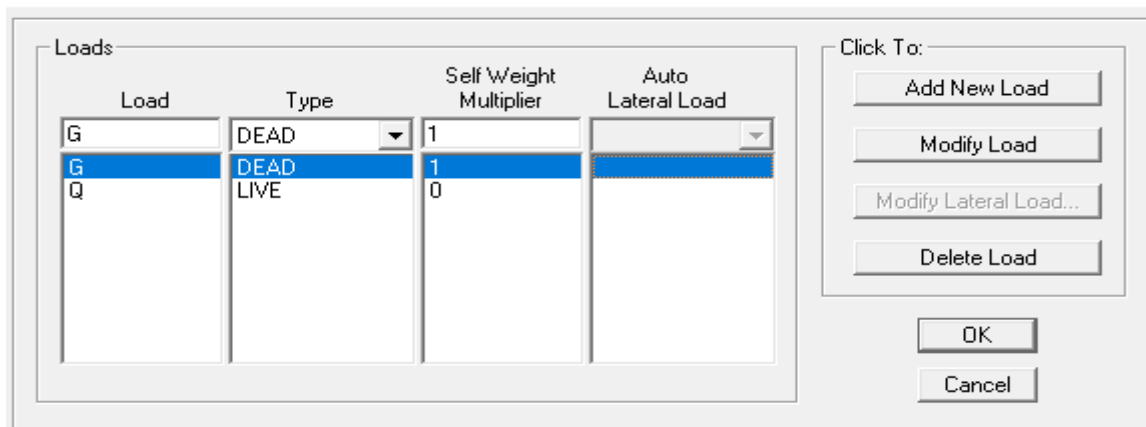 Loads
Load Type Self Weight Multiplier Auto Lateral Load
G DEAD 1
G DEAD 1
Q LIVE 0
Click To:
Add New Load
Modify Load
Modify Lateral Load...
Delete Load
OK
Cancel